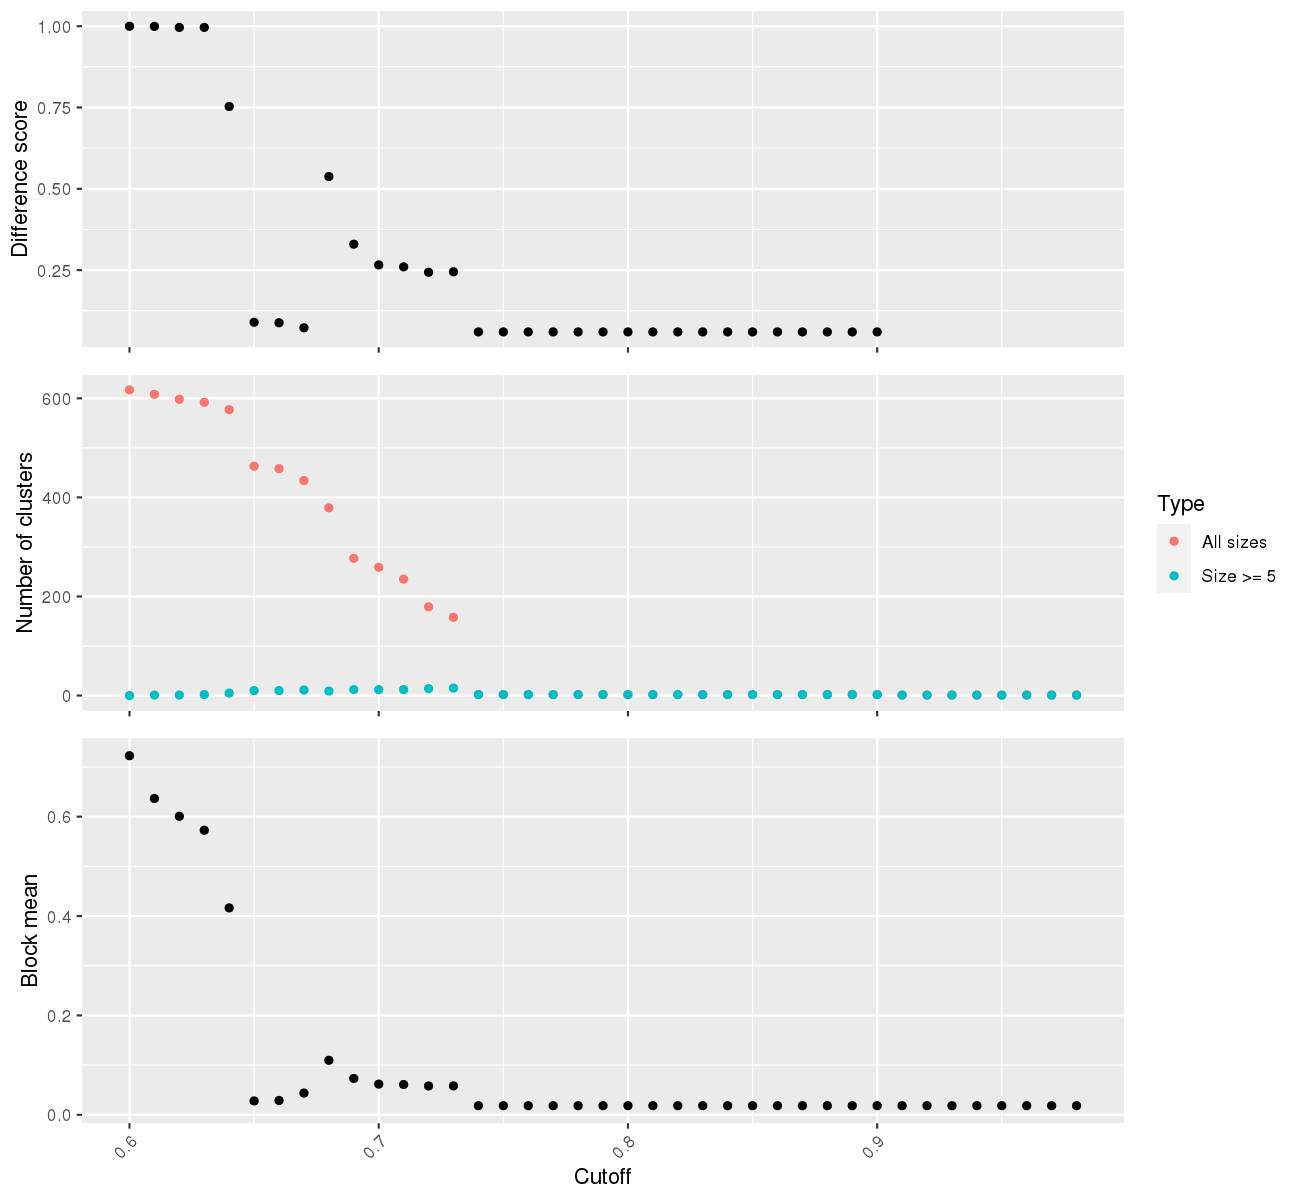 Difference score
1.00
0.75
0.50
0.25
Number of clusters
600
400
200
0
Type
All sizes
Size >= 5
Block mean
0.6
0.4
0.2
0.0
0.6 0.7 0.8 0.9
Cutoff